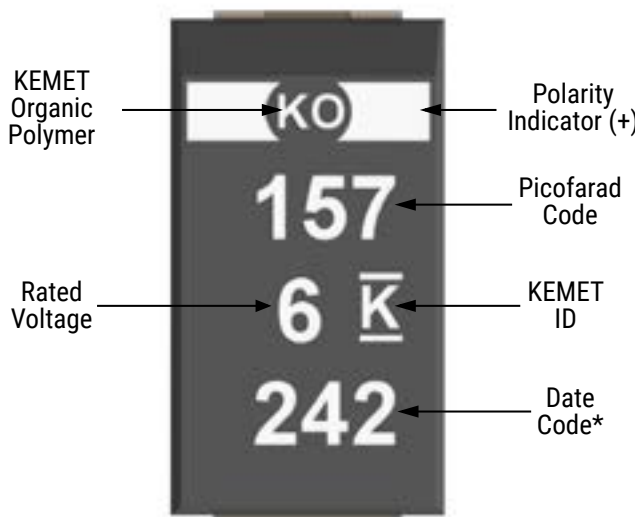 KEMET
Organic
Polymer
KO
Polarity
Indicator (+)
157
Picofarad
Code
Rated
Voltage
6 K
KEMET
ID
242
Date
Code*